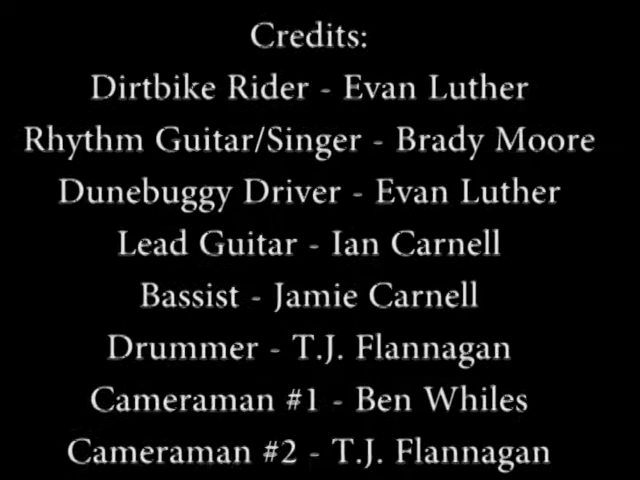 Credits:
Dirtbike Rider - Evan Luther
Rhythm Guitar/Singer - Brady Moore
Dunebuggy Driver - Evan Luther
Lead Guitar - Ian Carnell
Bassist - Jamie Carnell
Drummer - T.J. Flannagan
Cameraman #1 - Ben Whiles
Cameraman #2 - T.J. Flannagan